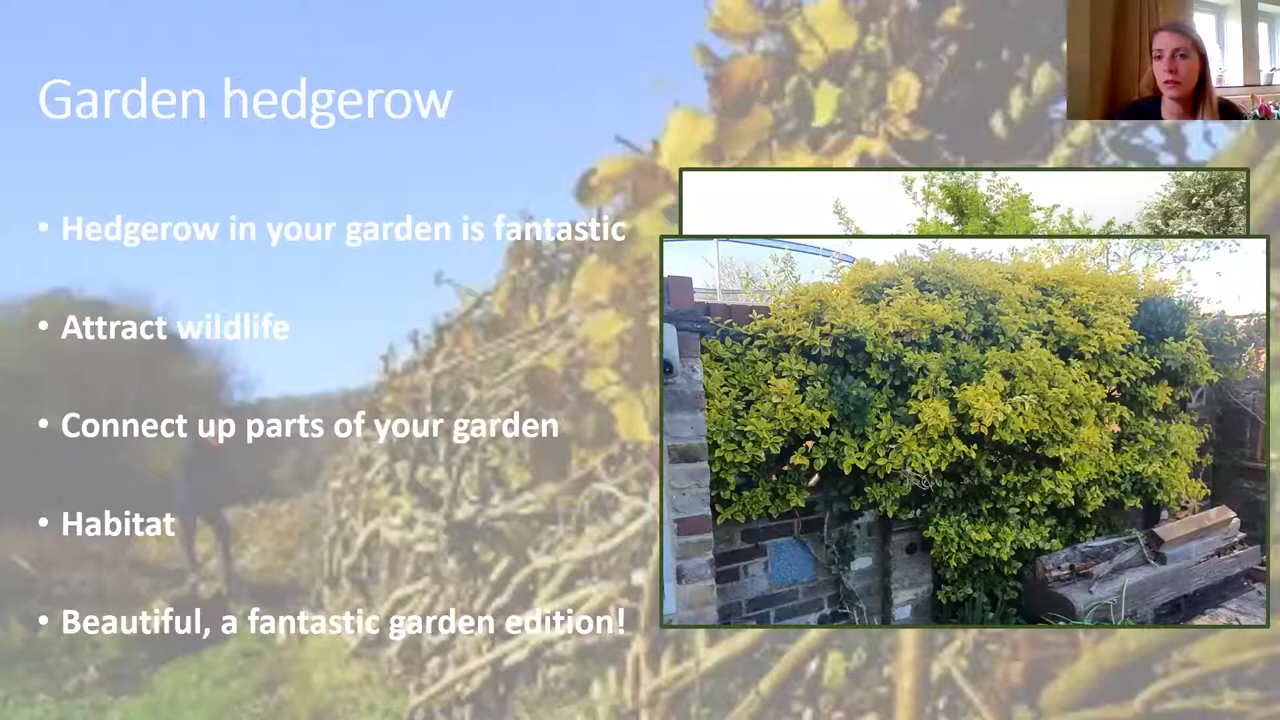 Garden hedgerow
• Hedgerow in your garden is fantastic
• Attract wildlife
• Connect up parts of your garden
• Habitat
• Beautiful, a fantastic garden edition!